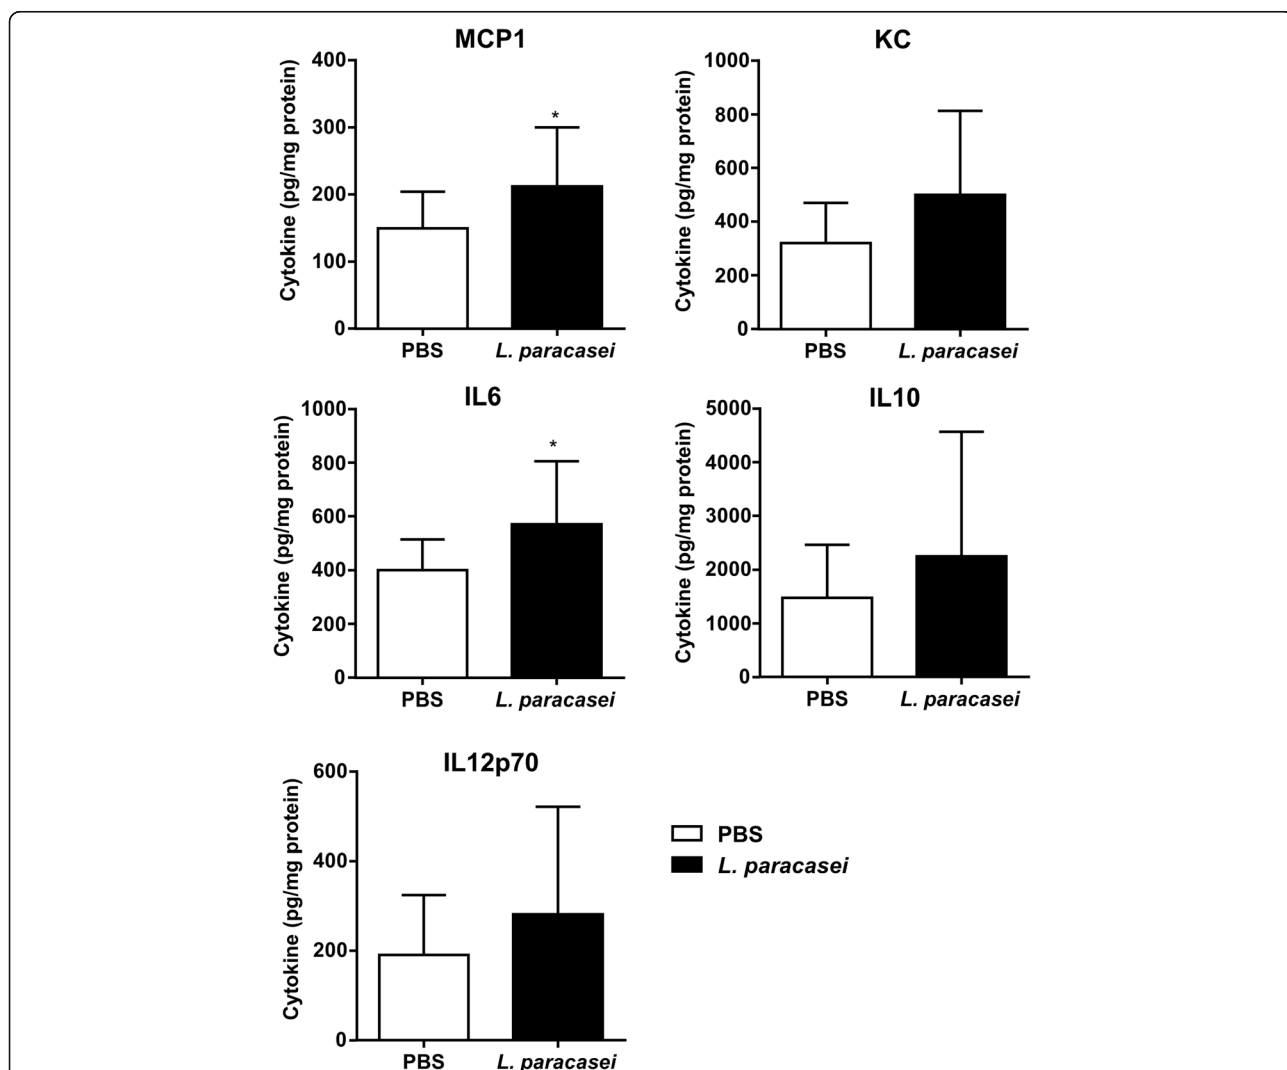 MCP1
400
300
200
100
0
Cytokine (pg/mg protein)
*
PBS
L. paracasei
KC
1000
800
600
400
200
0
Cytokine (pg/mg protein)
PBS
L. paracasei
IL6
1000
800
600
400
200
0
Cytokine (pg/mg protein)
*
PBS
L. paracasei
IL10
5000
4000
3000
2000
1000
0
Cytokine (pg/mg protein)
PBS
L. paracasei
IL12p70
600
400
200
0
Cytokine (pg/mg protein)
PBS
L. paracasei
PBS
L. paracasei